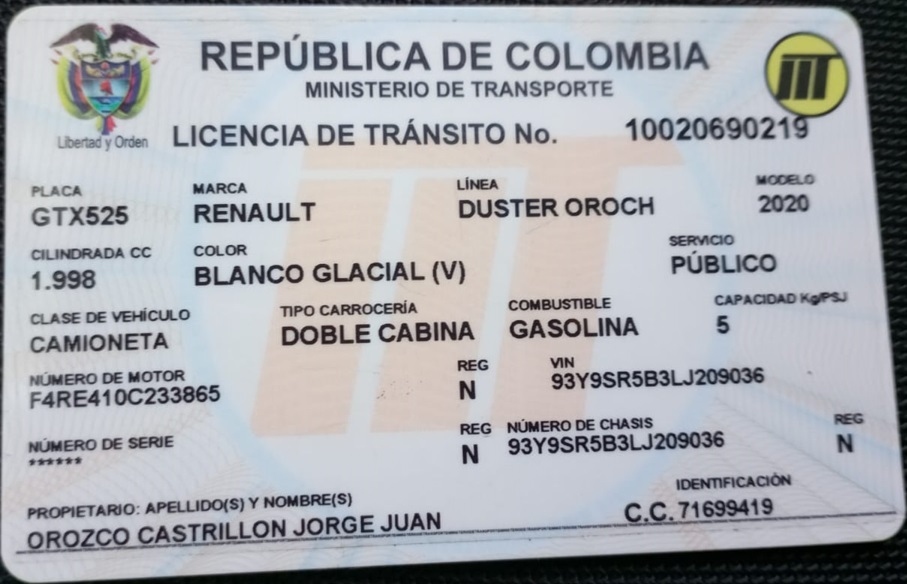 REPÚBLICA DE COLOMBIA
MINISTERIO DE TRANSPORTE
Libertad y Orden
LICENCIA DE TRÁNSITO No. 10020690219
PLACA MARCA LÍNEA MODELO
GTX525 RENAULT DUSTER OROCH 2020
CILINDRADA CC COLOR SERVICIO
1.998 BLANCO GLACIAL (V) PÚBLICO
CLASE DE VEHÍCULO TIPO CARROCERÍA COMBUSTIBLE CAPACIDAD Kg/PSJ
CAMIONETA DOBLE CABINA GASOLINA 5
NÚMERO DE MOTOR REG VIN
F4RE410C233865 N 93Y9SR5B3LJ209036
NÚMERO DE SERIE REG NÚMERO DE CHASIS REG
****** N 93Y9SR5B3LJ209036 N
PROPIETARIO: APELLIDO(S) Y NOMBRE(S) IDENTIFICACIÓN
OROZCO CASTRILLON JORGE JUAN C.C. 71699419